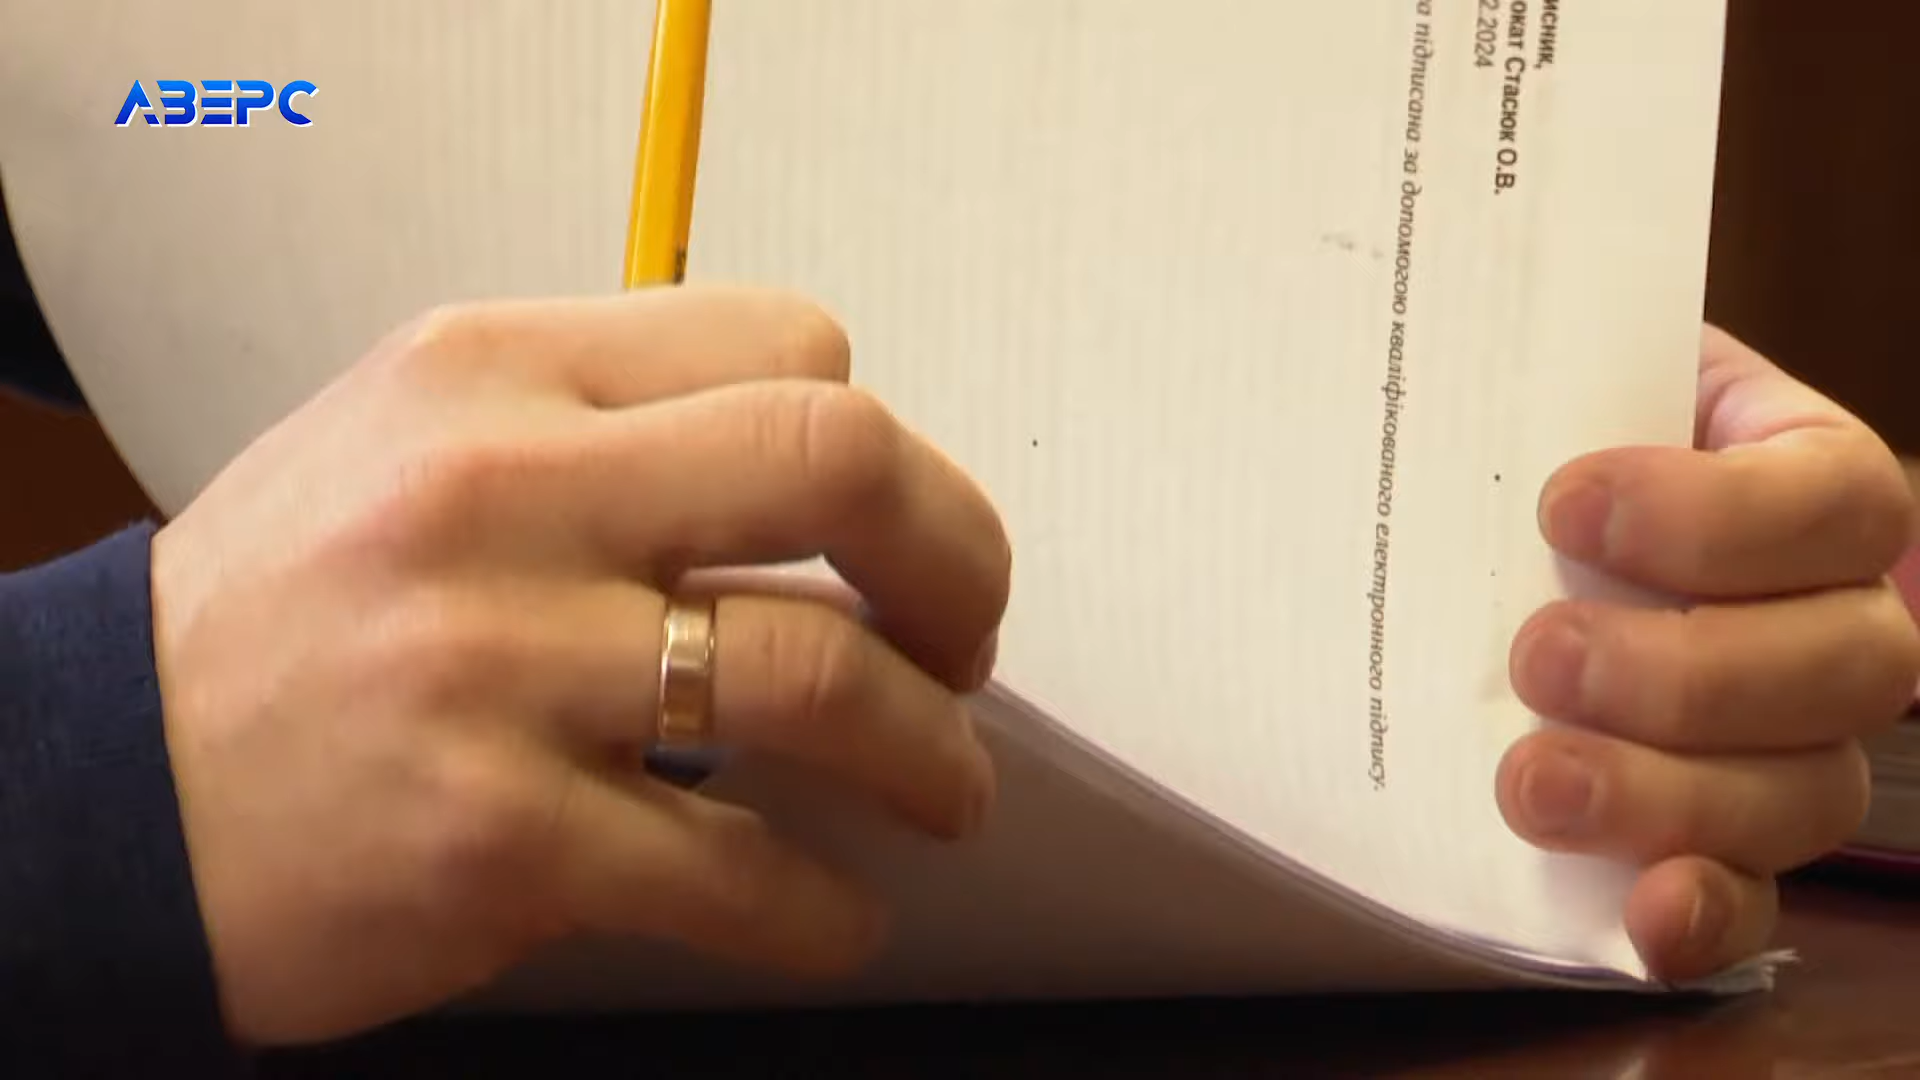 АВЕРС
исник,
окат Стасюк О.В.
2.2024
а підписана за допомогою кваліфікованого електронного підпису.